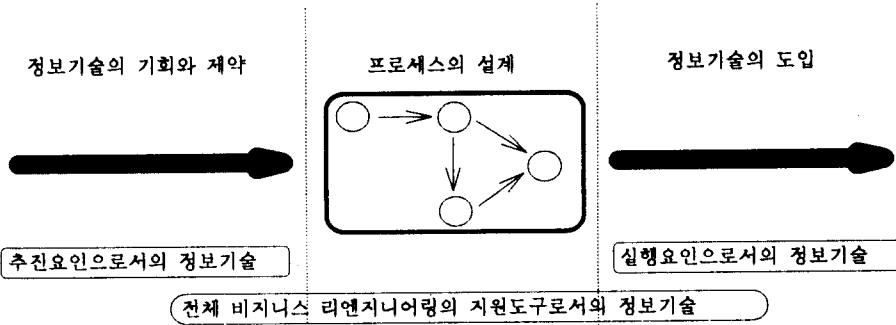 정보기술의 기회와 제약
프로세스의 설계
정보기술의 도입
추진요인으로서의 정보기술
실행요인으로서의 정보기술
전체 비지니스 리엔지니어링의 지원도구로서의 정보기술